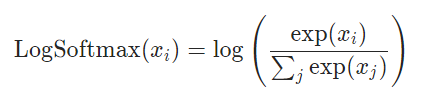 LogSoftmax(x_i) = log ( exp(x_i) / ∑_j exp(x_j) )